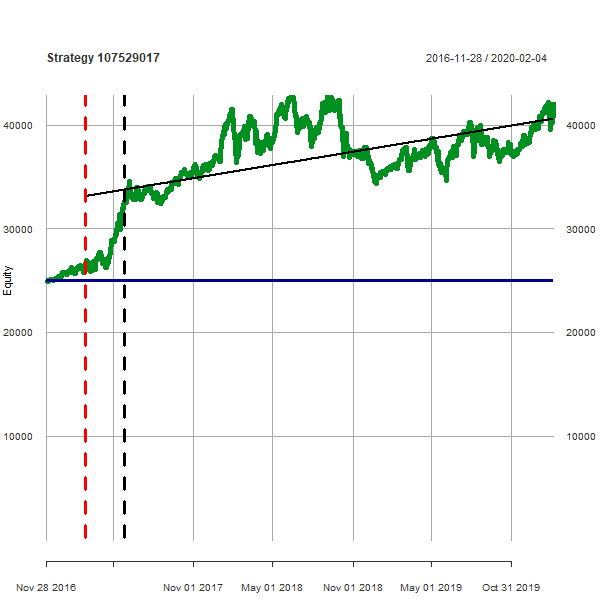 Strategy 107529017
2016-11-28 / 2020-02-04
40000
40000
30000
30000
Equity
20000
20000
10000
10000
Nov 28 2016
Nov 01 2017
May 01 2018
Nov 01 2018
May 01 2019
Oct 31 2019